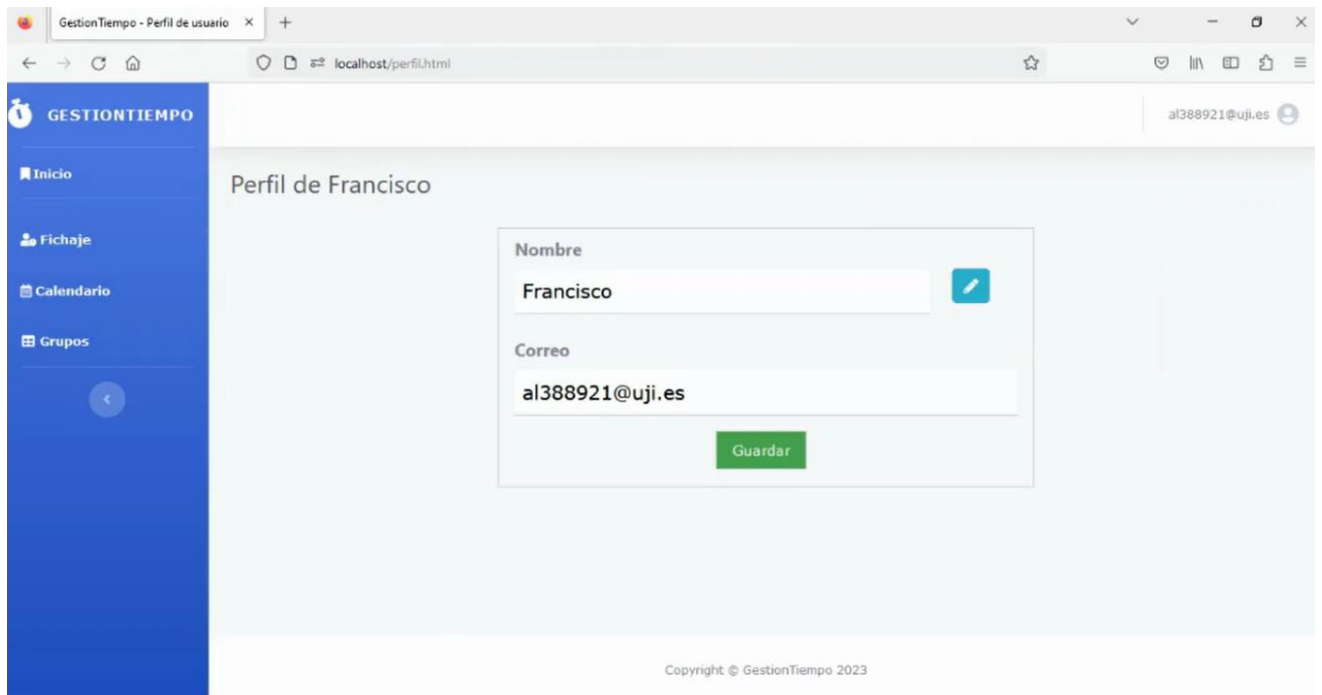 GestionTiempo - Perfil de usuario
localhost/perfil.html
GESTIONTIEMPO
al388921@uji.es
Inicio
Perfil de Francisco
Fichaje
Calendario
Grupos
Nombre
Francisco
Correo
al388921@uji.es
Guardar
Copyright © GestionTiempo 2023